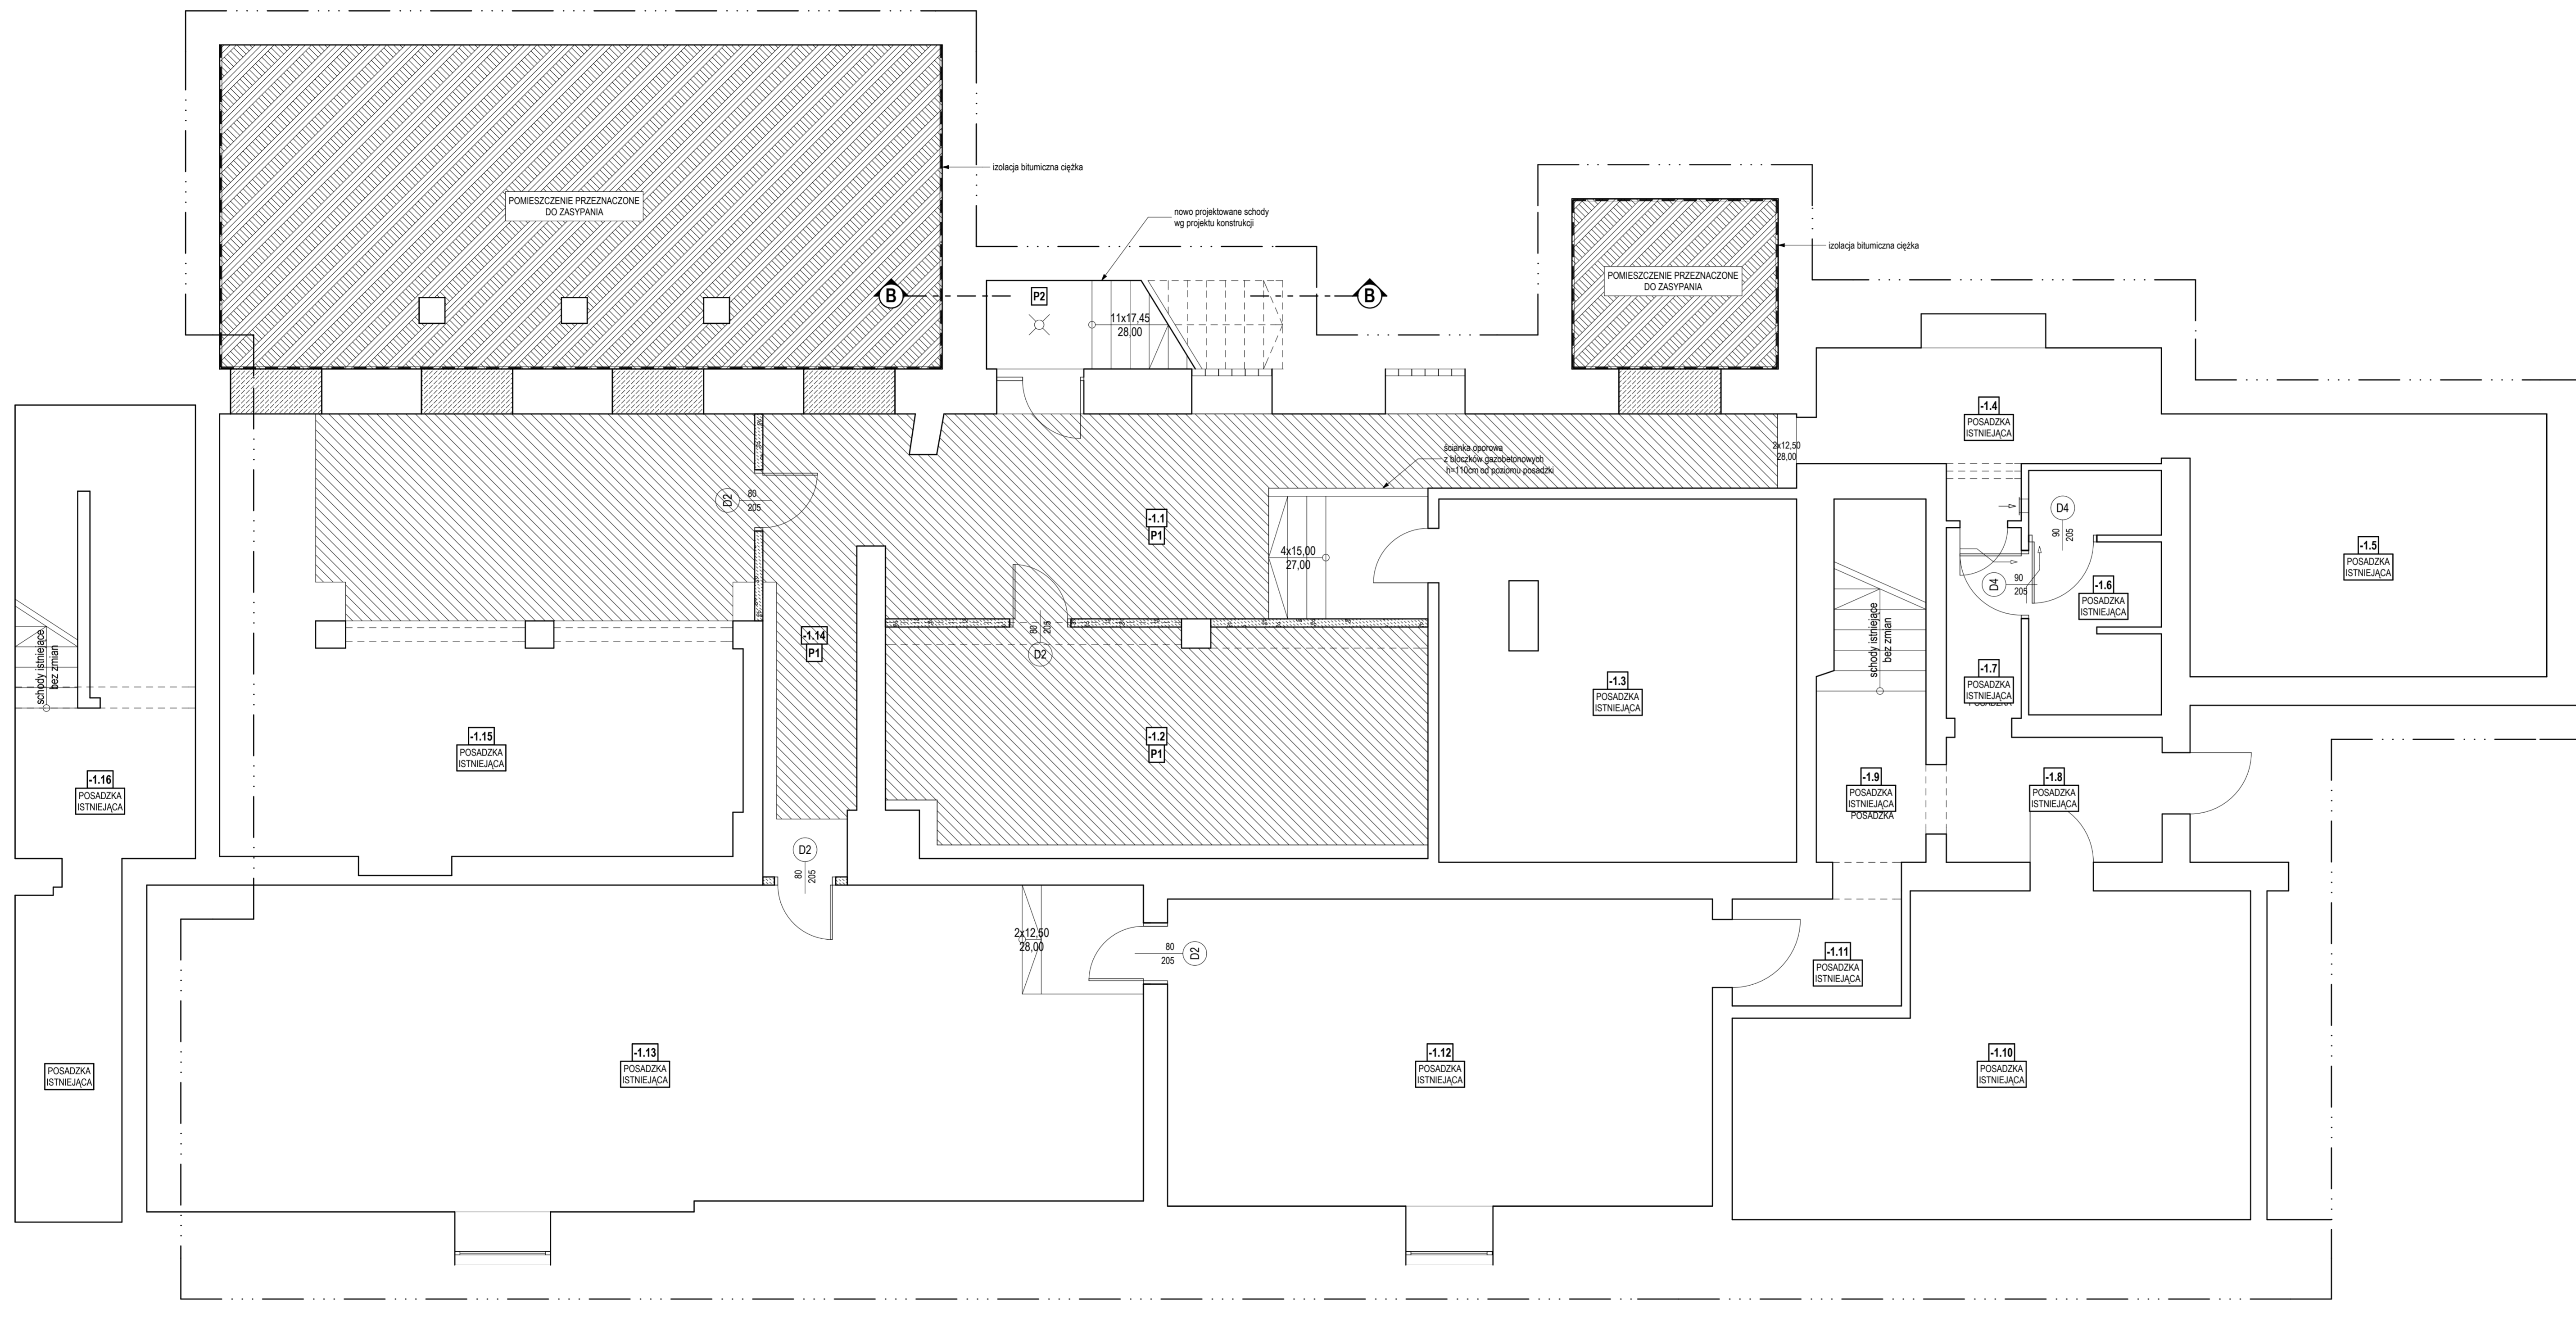 izolacja bitumiczna ciężka
POMIESZCZENIE PRZEZNACZONE
DO ZASYPANIA
nowo projektowane schody
wg projektu konstrukcji
izolacja bitumiczna ciężka
POMIESZCZENIE PRZEZNACZONE
DO ZASYPANIA
B
P2
B
11x17,45
28,00
-1.4
POSADZKA
ISTNIEJĄCA
2x12,50
28,00
ścianka oporowa
z bloczków gazobetonowych
h=110cm od poziomu posadzki
D2
80
205
-1.1
P1
D4
90
205
4x15,00
27,00
-1.5
POSADZKA
ISTNIEJĄCA
D4
90
205
-1.6
POSADZKA
ISTNIEJĄCA
schody istniejące
bez zmian
-1.14
P1
80
205
D2
schody istniejące
bez zmian
-1.7
POSADZKA
ISTNIEJĄCA
POSADZKA
-1.3
POSADZKA
ISTNIEJĄCA
-1.15
POSADZKA
ISTNIEJĄCA
-1.2
P1
-1.16
POSADZKA
ISTNIEJĄCA
-1.9
POSADZKA
ISTNIEJĄCA
POSADZKA
-1.8
POSADZKA
ISTNIEJĄCA
D2
80
205
2x12,50
28,00
80
205
D2
-1.11
POSADZKA
ISTNIEJĄCA
POSADZKA
ISTNIEJĄCA
-1.13
POSADZKA
ISTNIEJĄCA
-1.12
POSADZKA
ISTNIEJĄCA
-1.10
POSADZKA
ISTNIEJĄCA